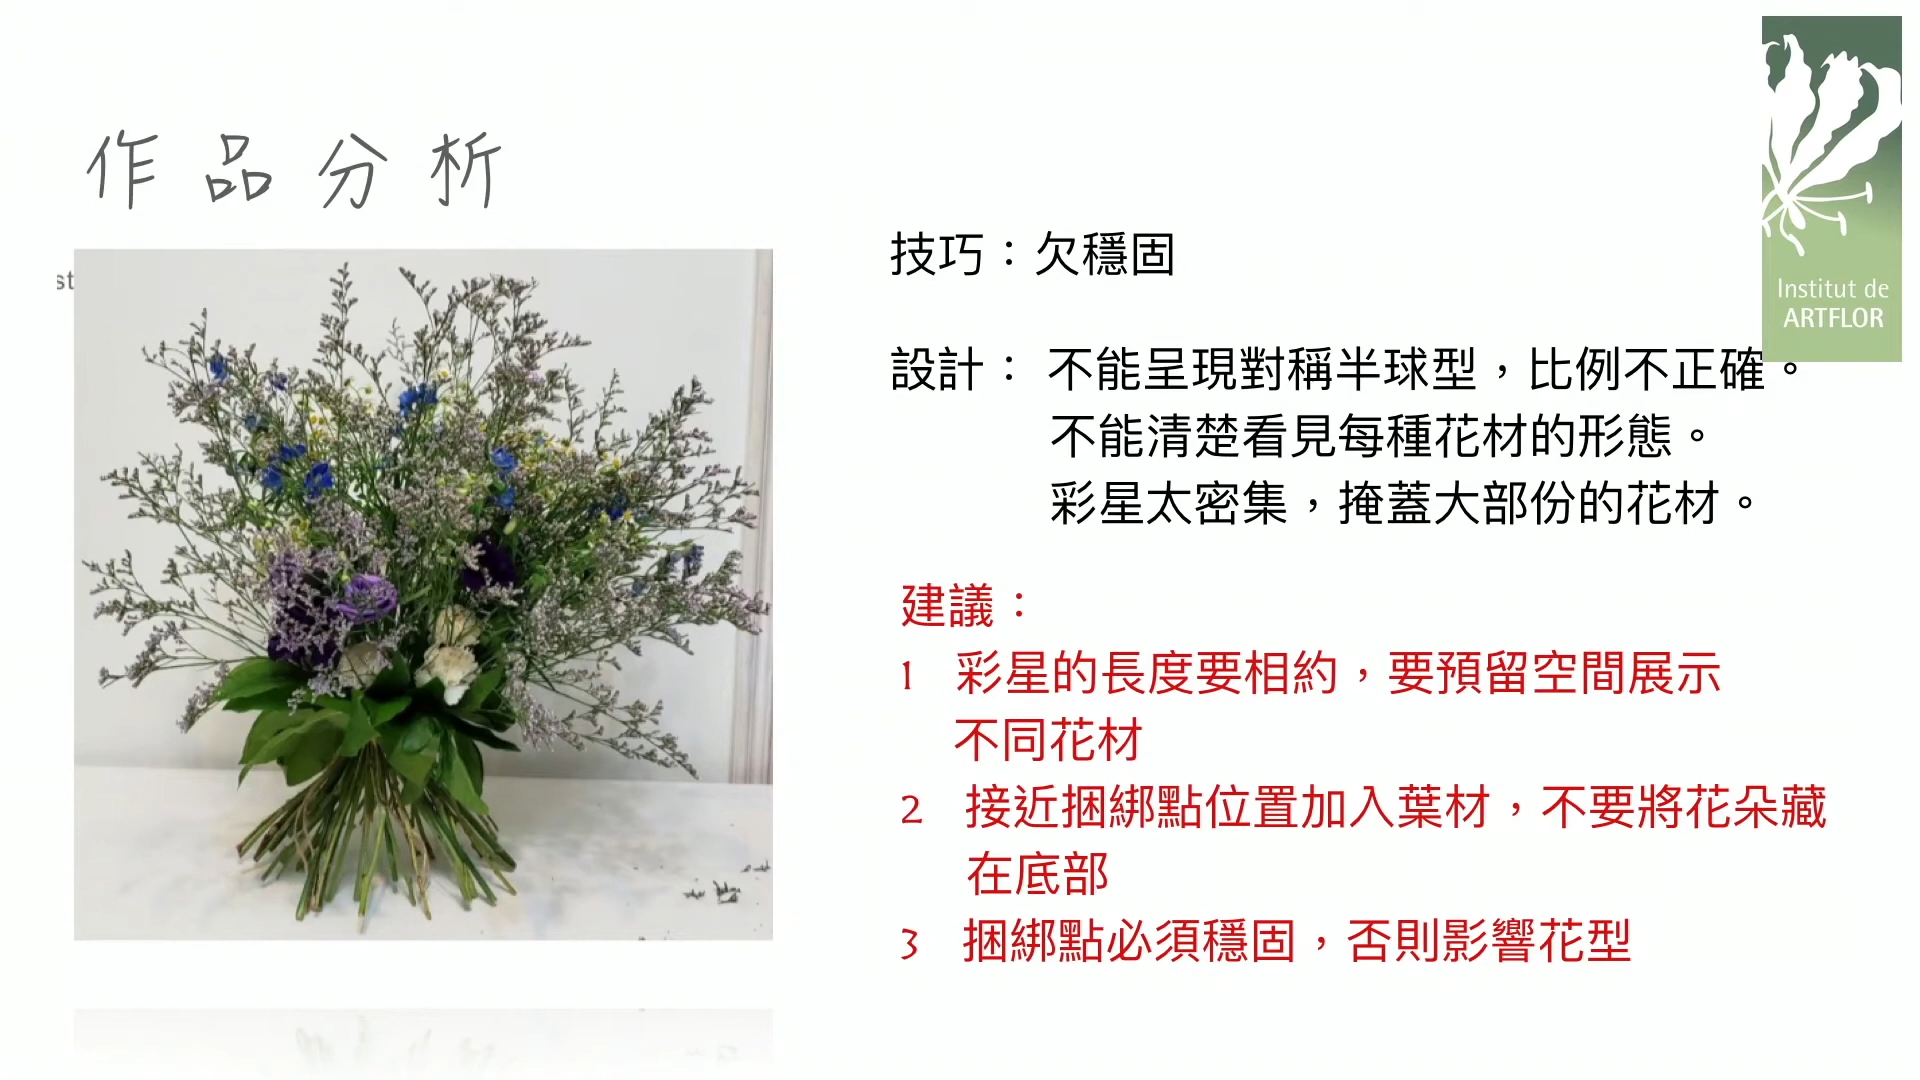 作品分析
st
技巧：欠穩固
設計： 不能呈現對稱半球型，比例不正確。
不能清楚看見每種花材的形態。
彩星太密集，掩蓋大部份的花材。
建議：
1 彩星的長度要相約，要預留空間展示
不同花材
2 接近捆綁點位置加入葉材，不要將花朵藏
在底部
3 捆綁點必須穩固，否則影響花型
Institut de
ARTFLOR